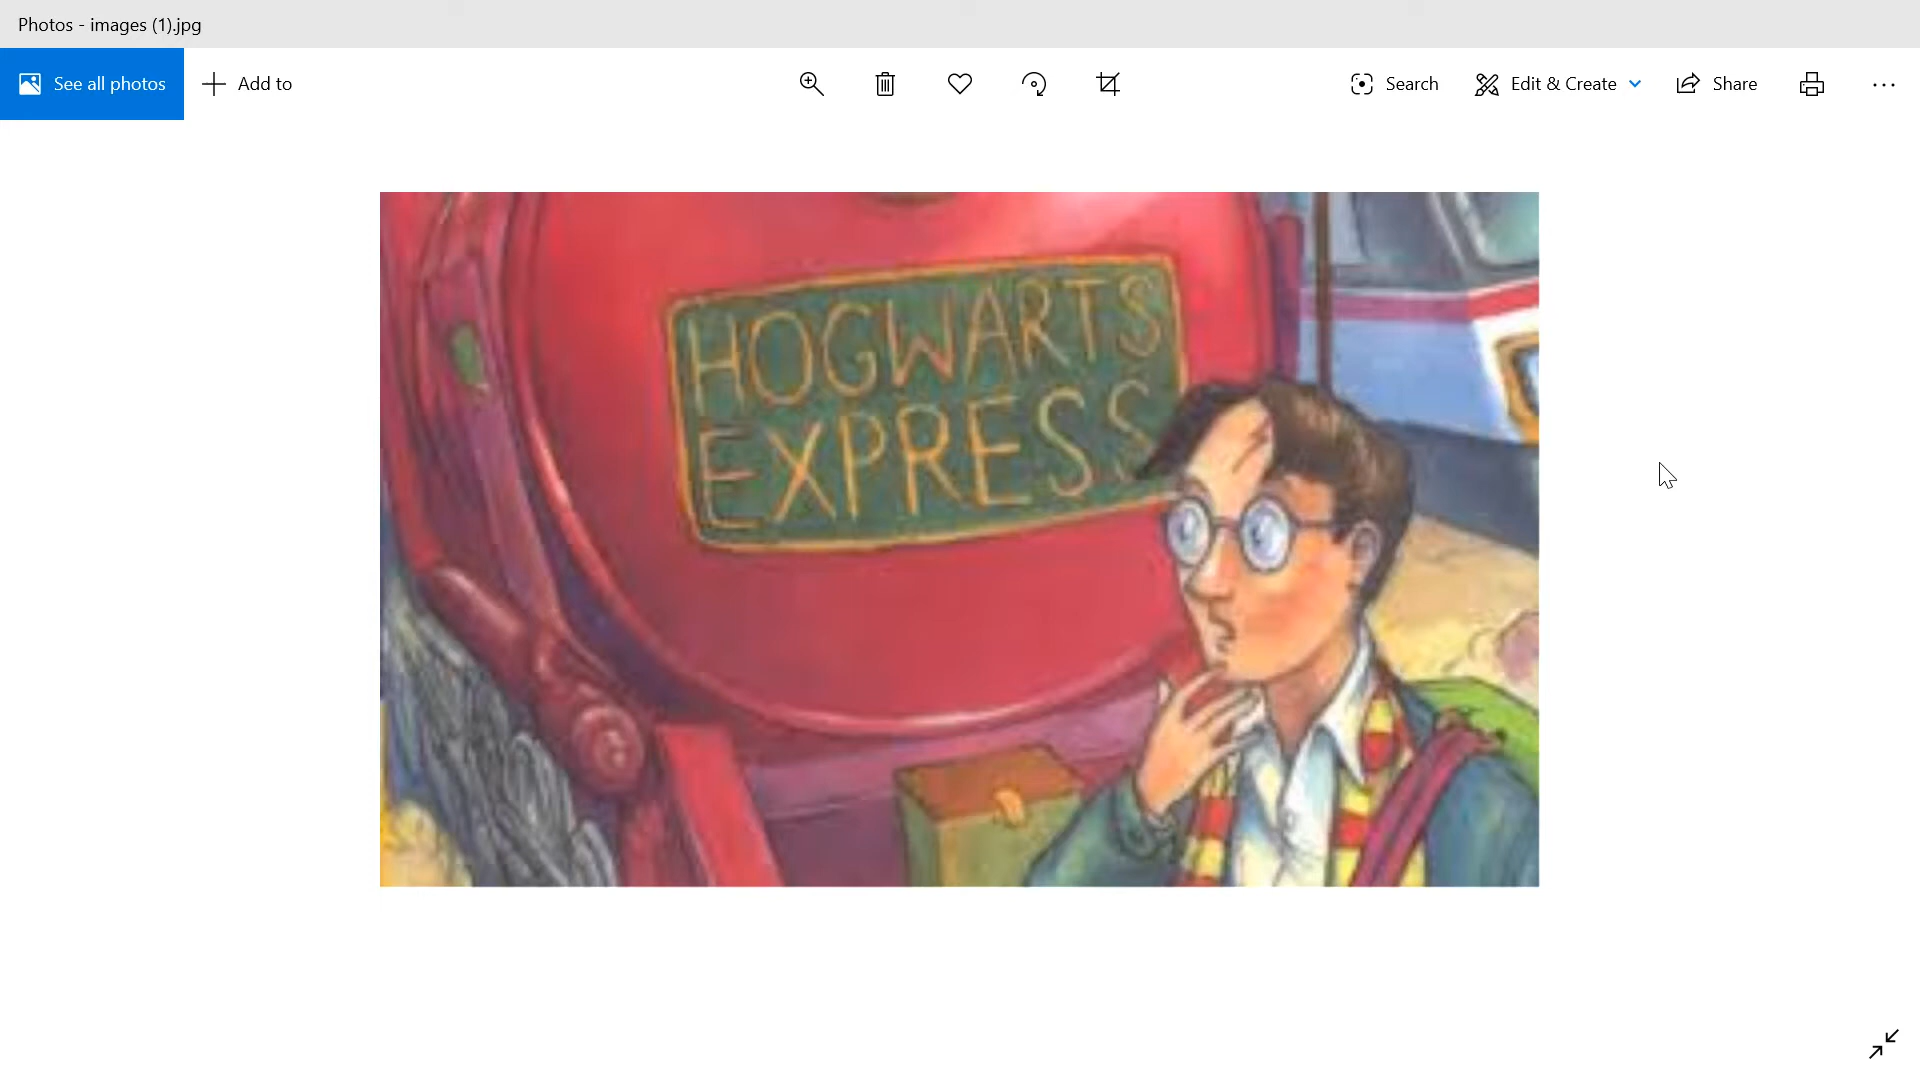 Photos - images (1).jpg
See all photos
Add to
Search
Edit & Create
Share
HOGWARTS
EXPRESS